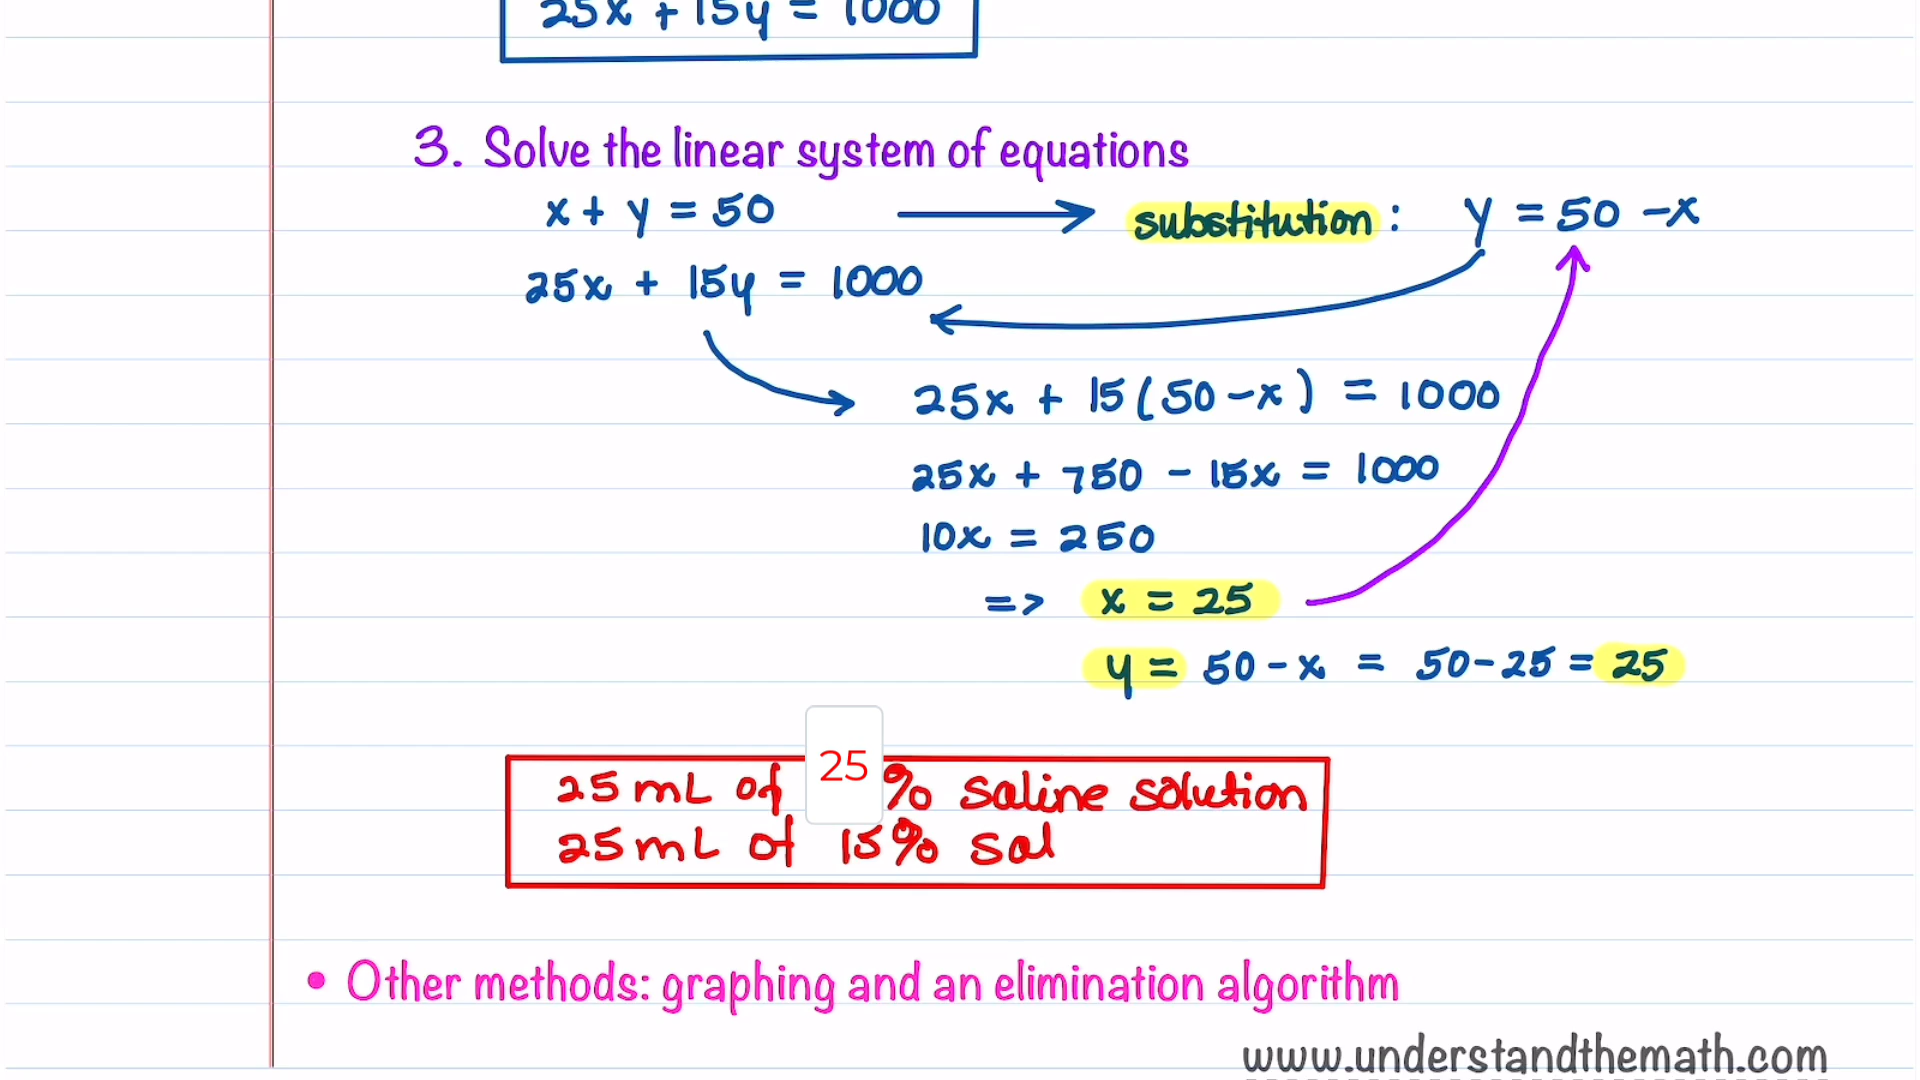 25x + 15y = 1000
3. Solve the linear system of equations
x + y = 50 → substitution: y = 50 - x
25x + 15y = 1000
25x + 15(50 - x) = 1000
25x + 750 - 15x = 1000
10x = 250
=> x = 25
y = 50 - x = 50 - 25 = 25
25 mL of 25% saline solution
25 mL of 15% sal
• Other methods: graphing and an elimination algorithm
www.understandthemath.com